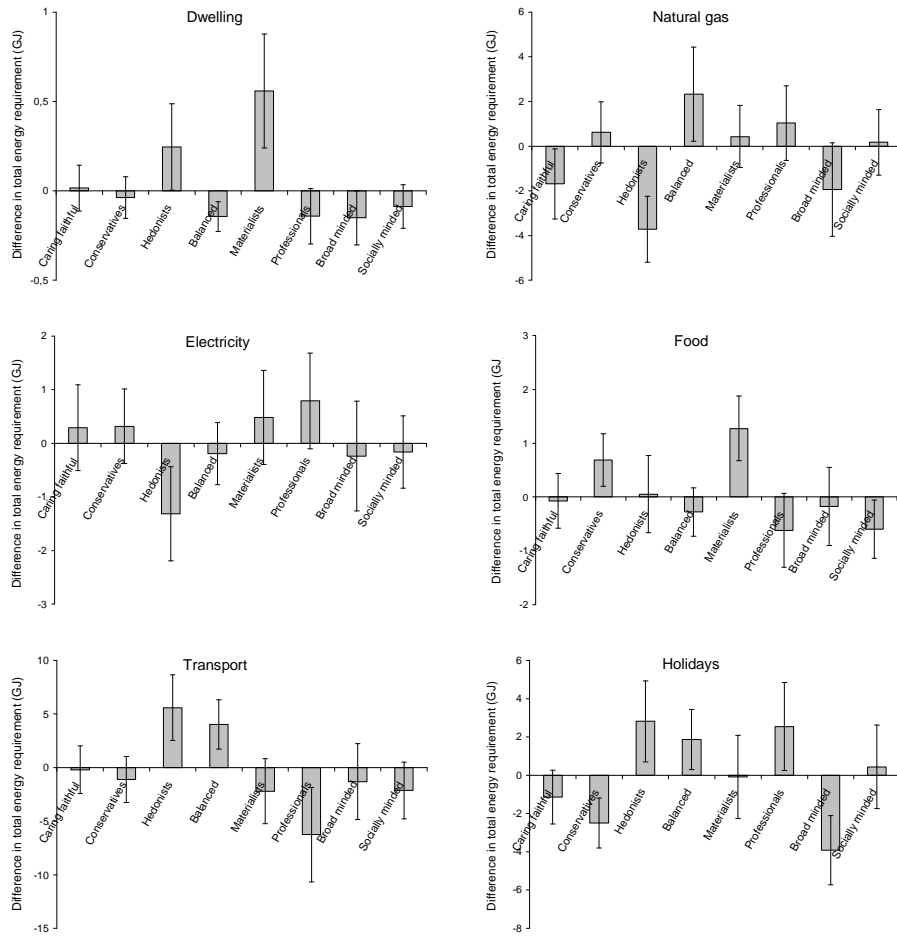 Dwelling
Difference in total energy requirement (GJ)
1
0,5
0
-0,5
Caring faithful
Conservatives
Hedonists
Balanced
Materialists
Professionals
Broad minded
Socially minded
Natural gas
Difference in total energy requirement (GJ)
6
4
2
0
-2
-4
-6
Caring faithful
Conservatives
Hedonists
Balanced
Materialists
Professionals
Broad minded
Socially minded
Electricity
Difference in total energy requirement (GJ)
2
1
0
-1
-2
-3
Caring faithful
Conservatives
Hedonists
Balanced
Materialists
Professionals
Broad minded
Socially minded
Food
Difference in total energy requirement (GJ
3
2
1
0
-1
-2
Caring faithful
Conservatives
Hedonists
Balanced
Materialists
Professionals
Broad minded
Socially minded
Transport
Difference in total energy requirement (GJ)
10
5
0
-5
-10
-15
Caring faithful
Conservatives
Hedonists
Balanced
Materialists
Professionals
Broad minded
Socially minded
Holidays
Difference in total energy requirement (GJ)
6
4
2
0
-2
-4
-6
-8
Caring faithful
Conservatives
Hedonists
Balanced
Materialists
Professionals
Broad minded
Socially minded